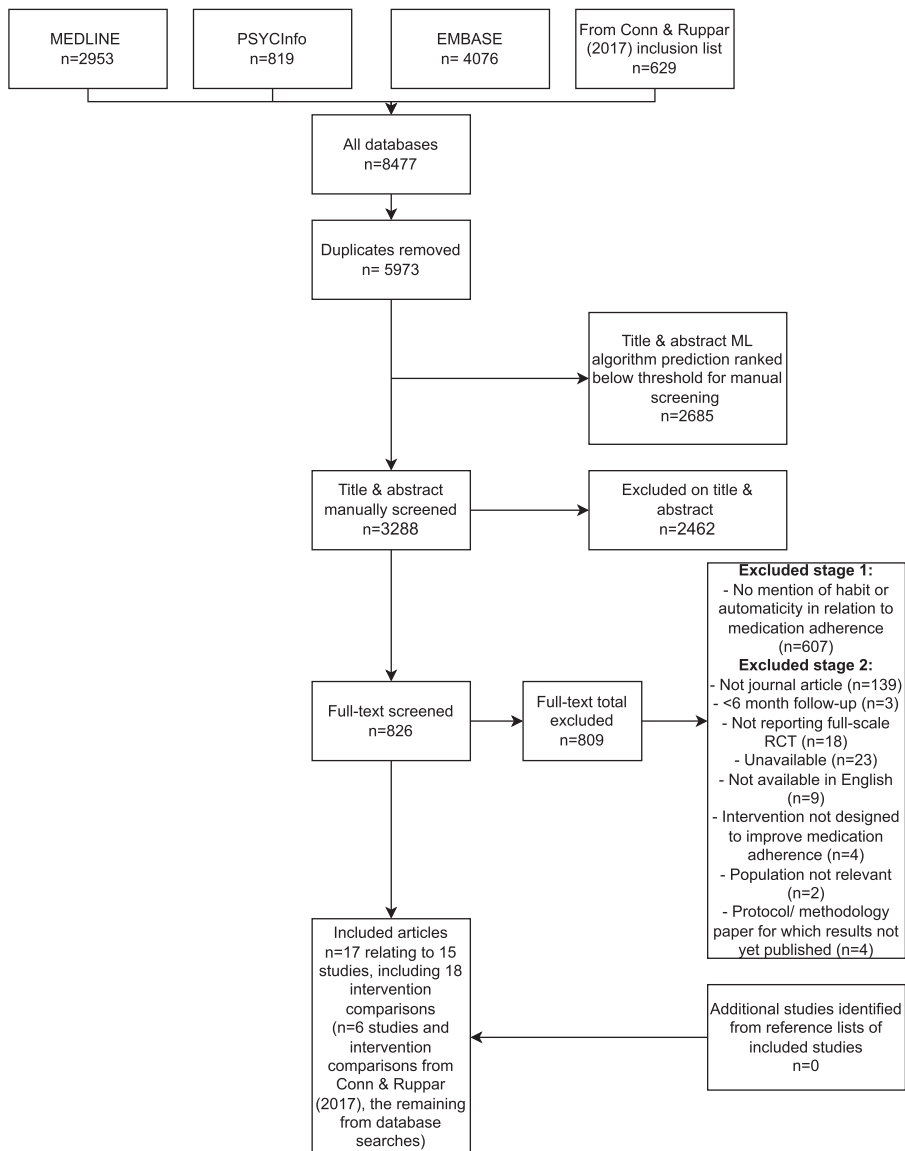 MEDLINE
n=2953
PSYCInfo
n=819
EMBASE
n= 4076
From Conn & Ruppar
(2017) inclusion list
n=629
All databases
n=8477
Duplicates removed
n= 5973
Title & abstract ML
algorithm prediction ranked
below threshold for manual
screening
n=2685
Title & abstract
manually screened
n=3288
Excluded on title &
abstract
n=2462
Full-text screened
n=826
Full-text total
excluded
n=809
Excluded stage 1:
- No mention of habit or
automaticity in relation to
medication adherence
(n=607)
Excluded stage 2:
- Not journal article (n=139)
- <6 month follow-up (n=3)
- Not reporting full-scale
RCT (n=18)
- Unavailable (n=23)
- Not available in English
(n=9)
- Intervention not designed
to improve medication
adherence (n=4)
- Population not relevant
(n=2)
- Protocol/ methodology
paper for which results not
yet published (n=4)
Included articles
n=17 relating to 15
studies, including 18
intervention
comparisons
(n=6 studies and
intervention
comparisons from
Conn & Ruppar
(2017), the remaining
from database
searches)
Additional studies identified
from reference lists of
included studies
n=0